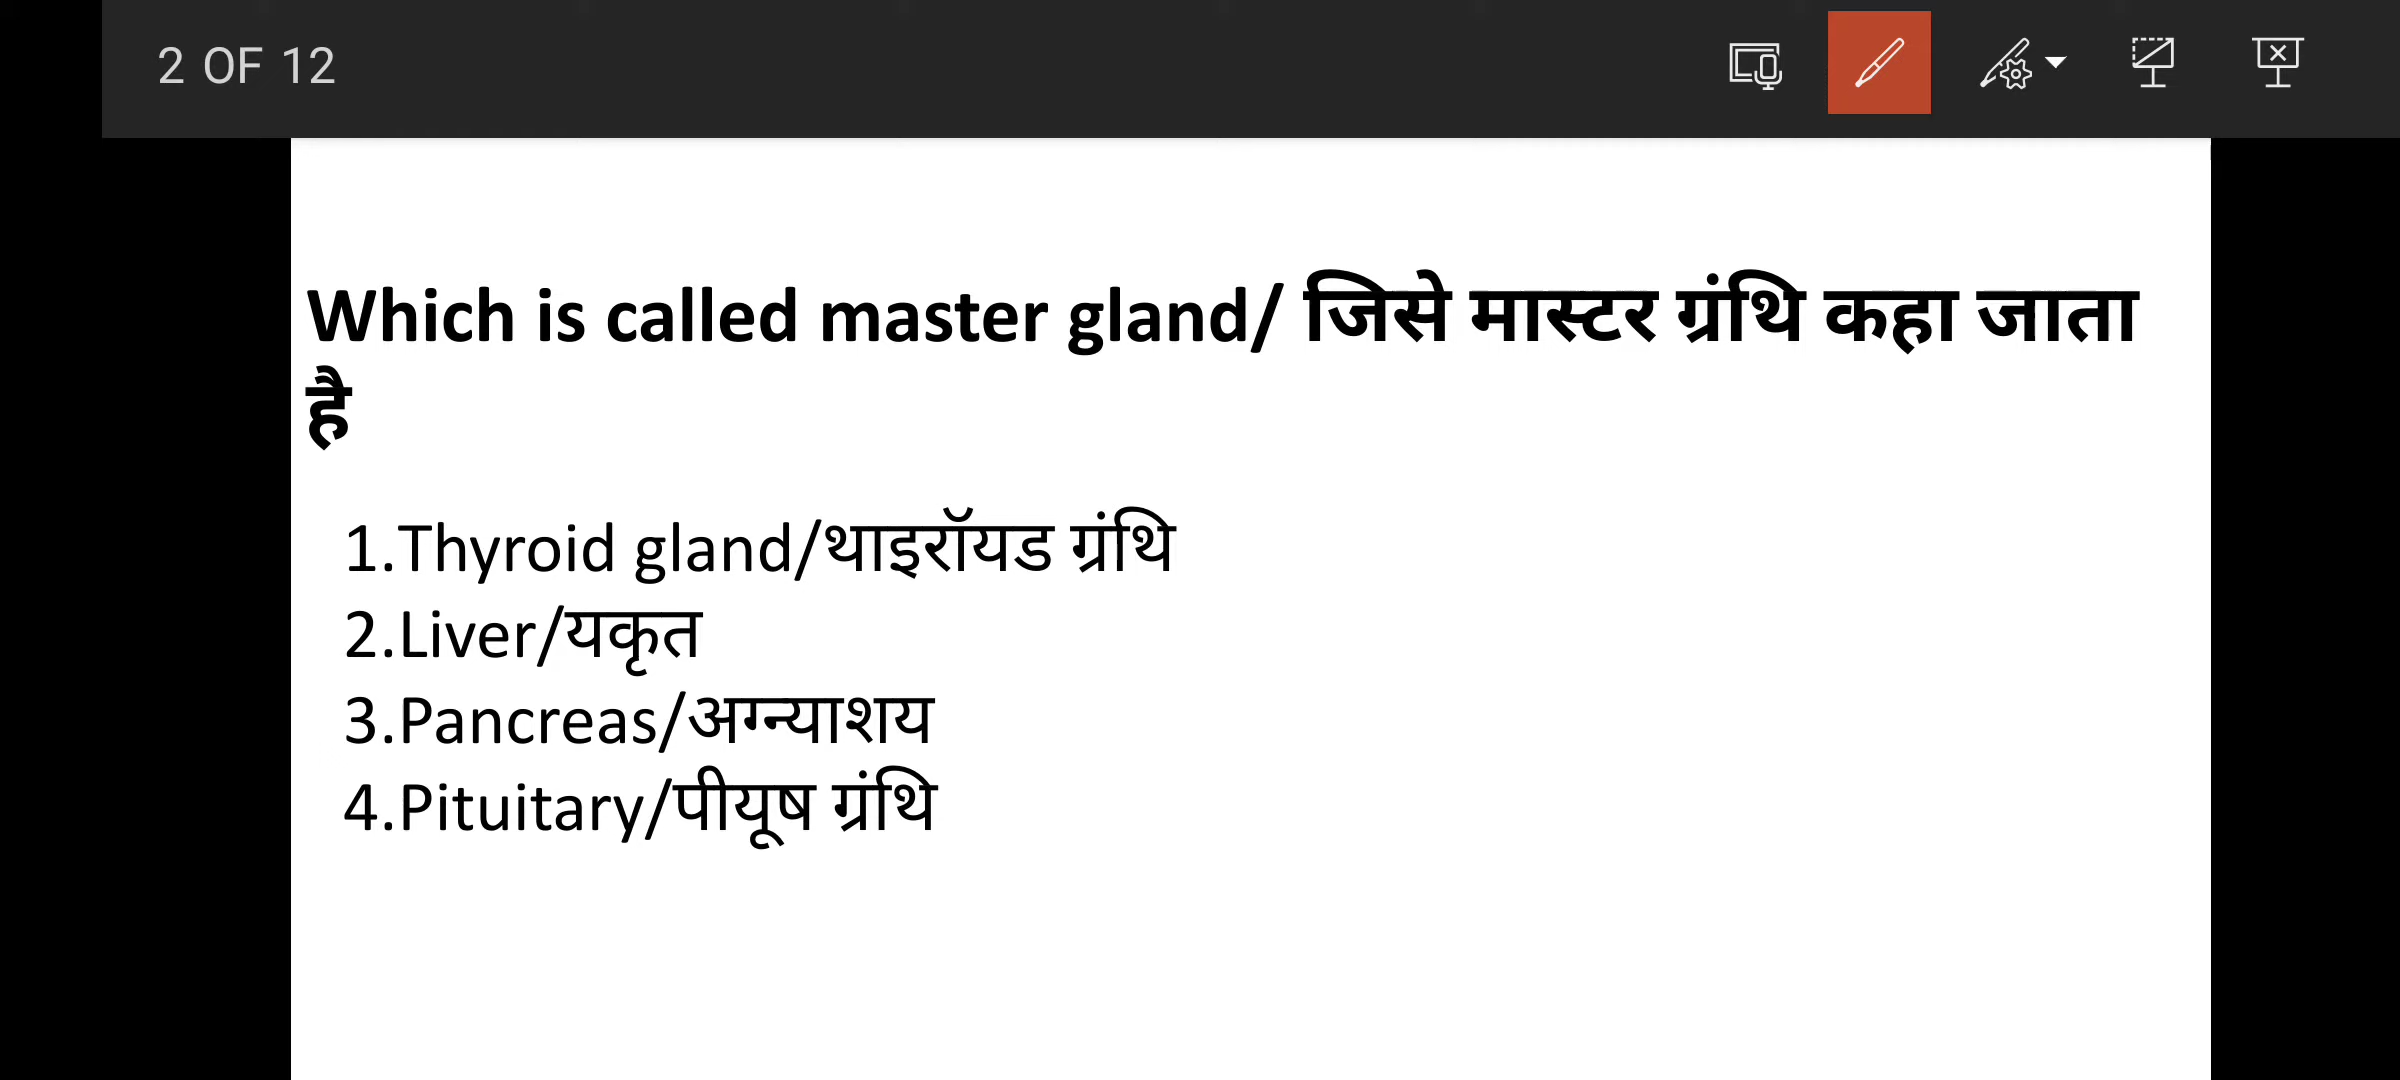 2 OF 12
Which is called master gland/ जिसे मास्टर ग्रंथि कहा जाता
है
1.Thyroid gland/थाइरॉयड ग्रंथि
2.Liver/यकृत
3.Pancreas/अग्न्याशय
4.Pituitary/पीयूष ग्रंथि